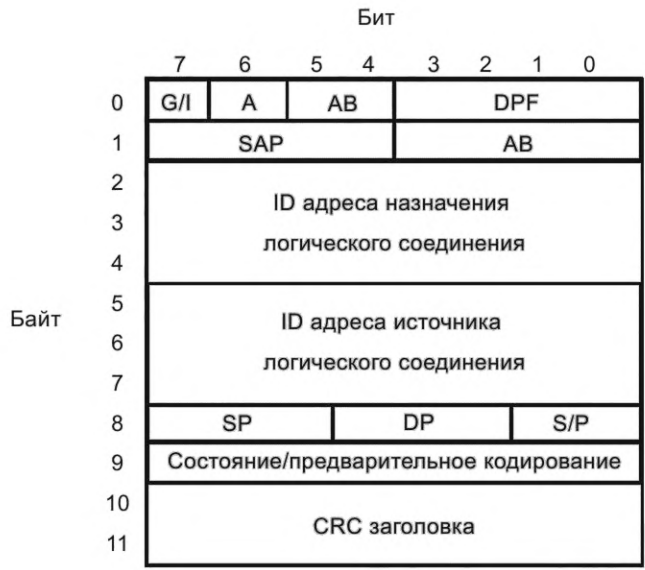 Бит
7 6 5 4 3 2 1 0
0 G/I A AB DPF
1 SAP AB
2
ID адреса назначения
3
логического соединения
4
5
ID адреса источника
Байт 6
логического соединения
7
8 SP DP S/P
9 Состояние/предварительное кодирование
10
CRC заголовка
11